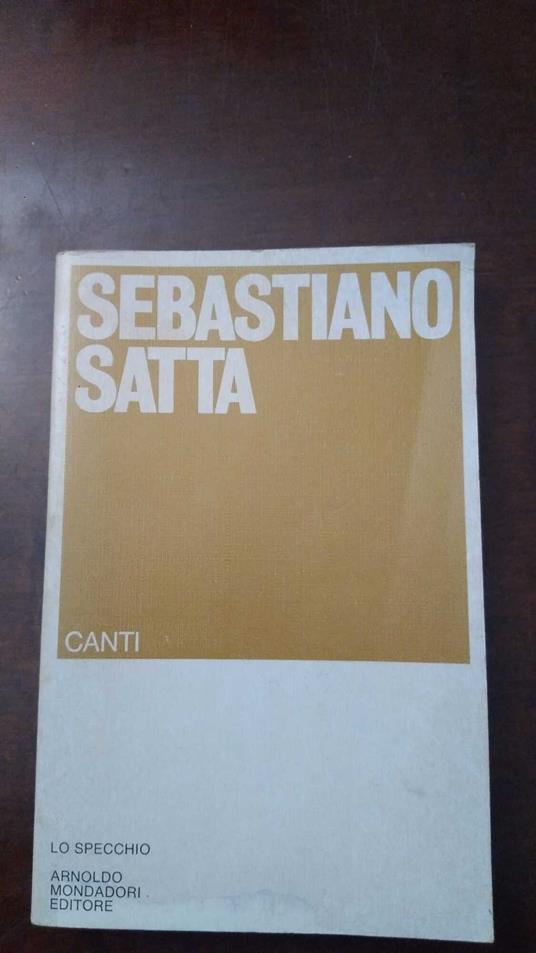 SEBASTIANO
SATTA
CANTI
LO SPECCHIO
ARNOLDO
MONDADORI
EDITORE